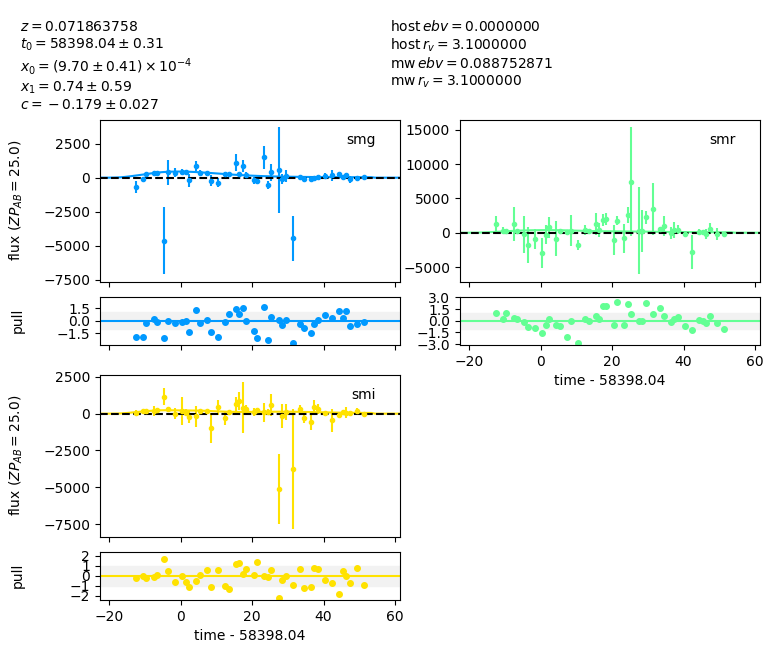 z = 0.071863758
t₀ = 58398.04 ± 0.31
x₀ = (9.70 ± 0.41) × 10⁻⁴
x₁ = 0.74 ± 0.59
c = −0.179 ± 0.027
host ebv = 0.0000000
host r_v = 3.1000000
mw ebv = 0.088752871
mw r_v = 3.1000000
smg
flux (ZP_AB = 25.0)
2500
0
−2500
−5000
−7500
smr
15000
10000
5000
0
−5000
pull
1.5
0.0
−1.5
3.0
1.5
0.0
−1.5
−3.0
−20 0 20 40 60
time - 58398.04
smi
flux (ZP_AB = 25.0)
2500
0
−2500
−5000
−7500
pull
2
1
0
−1
−2
−20 0 20 40 60
time - 58398.04